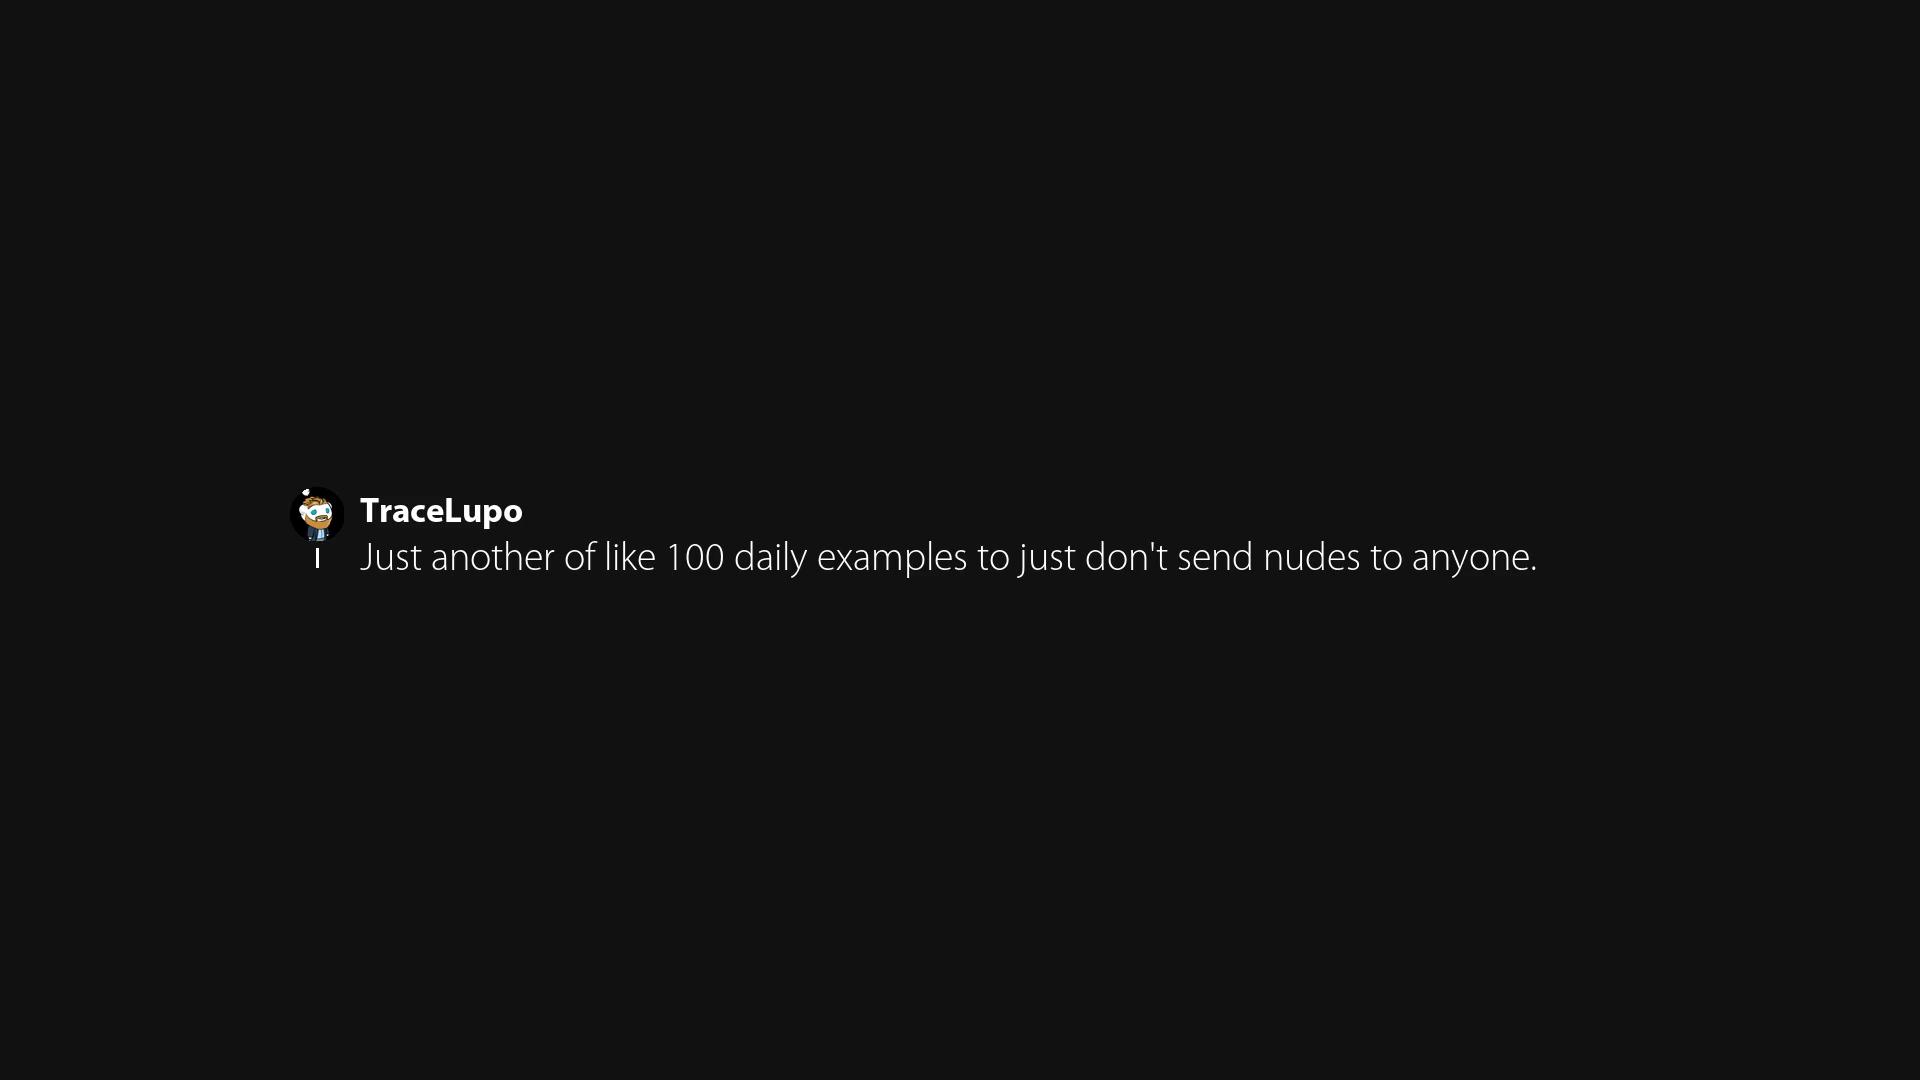 TraceLupo
Just another of like 100 daily examples to just don't send nudes to anyone.